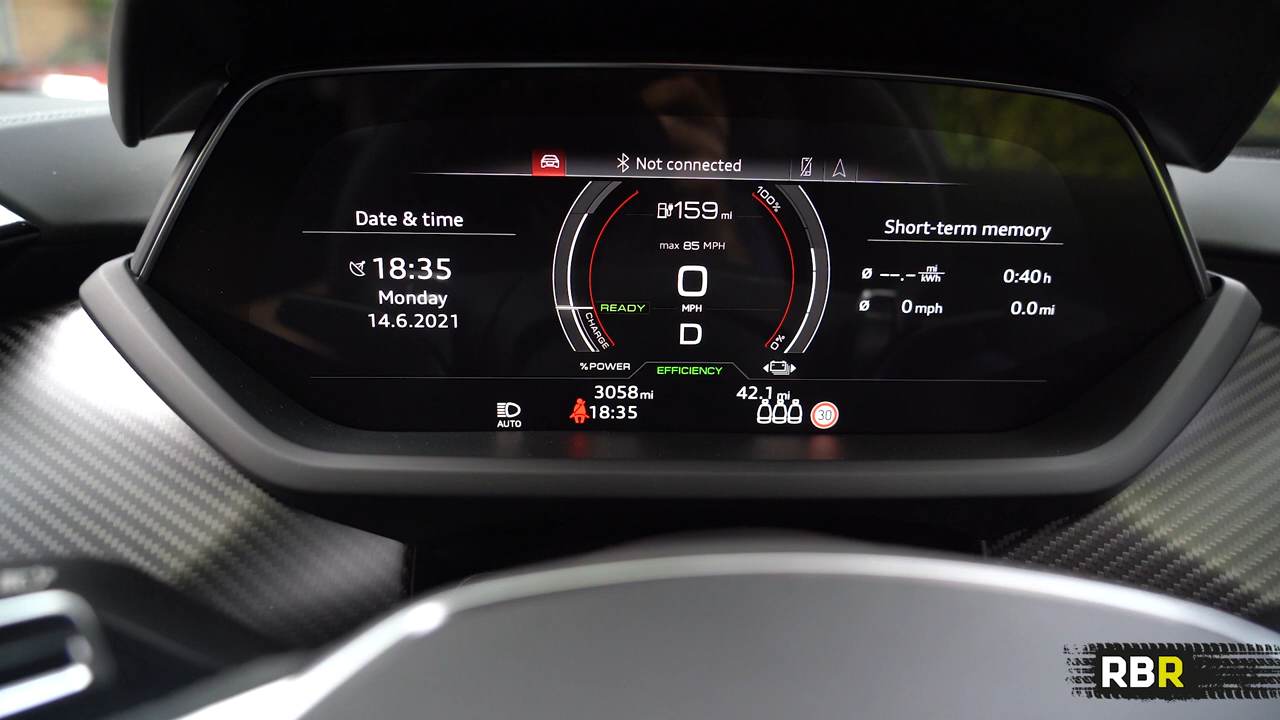 Not connected
Date & time
18:35
Monday
14.6.2021
159 mi
max 85 MPH
0
MPH
READY
D
CHARGE
100%
0%
% POWER
EFFICIENCY
Short-term memory
Ø --.- mi/kWh 0:40 h
Ø 0 mph 0.0 mi
3058 mi
42.1 mi
AUTO
18:35
30
RBR